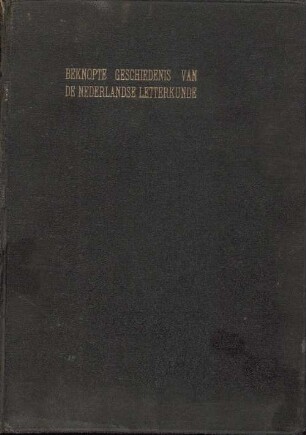 BEKNOPTE GESCHIEDENIS VAN
DE NEDERLANDSE LETTERKUNDE